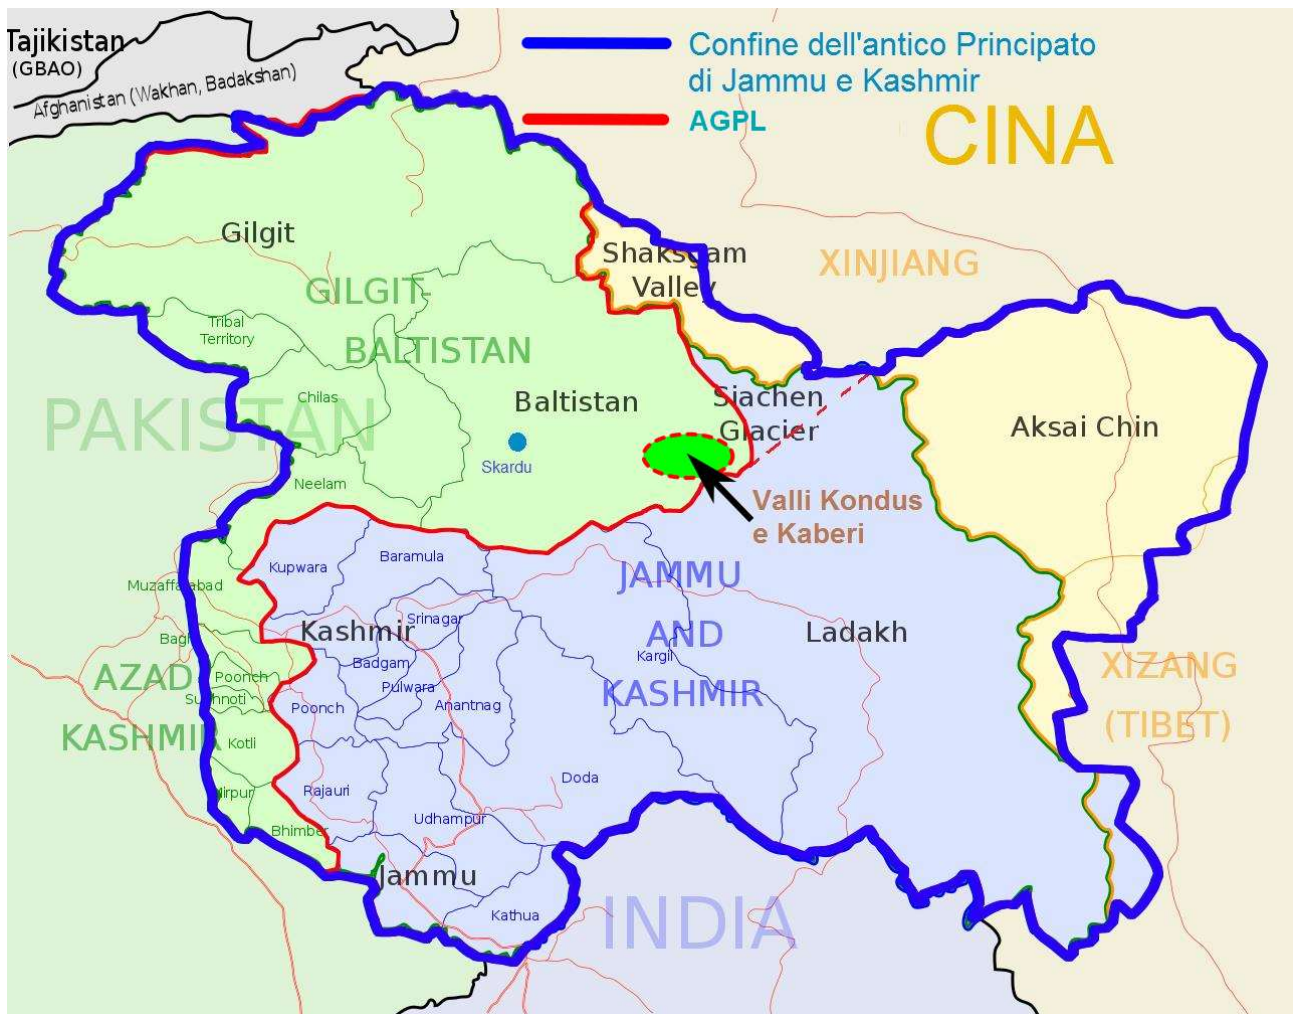 Tajikistan
(GBAO)
Afghanistan (Wakhan, Badakshan)
Confine dell'antico Principato
di Jammu e Kashmir
AGPL
CINA
Gilgit
Shaksgam
Valley
XINJIANG
GILGIT-
BALTISTAN
Tribal
Territory
Chilas
PAKISTAN
Baltistan
Skardu
Siachen
Glacier
Aksai Chin
Neelam
Valli Kondus
e Kaberi
Kupwara
Baramula
Muzaffarabad
JAMMU
AND
KASHMIR
Kashmir
Srinagar
Ladakh
Bagh
Badgam
Kargil
AZAD
KASHMIR
Poonch
Sudhnoti
Pulwara
Poonch
Anantnag
XIZANG
(TIBET)
Kotli
Mirpur
Rajauri
Doda
Bhimber
Udhampur
Jammu
Kathua
INDIA